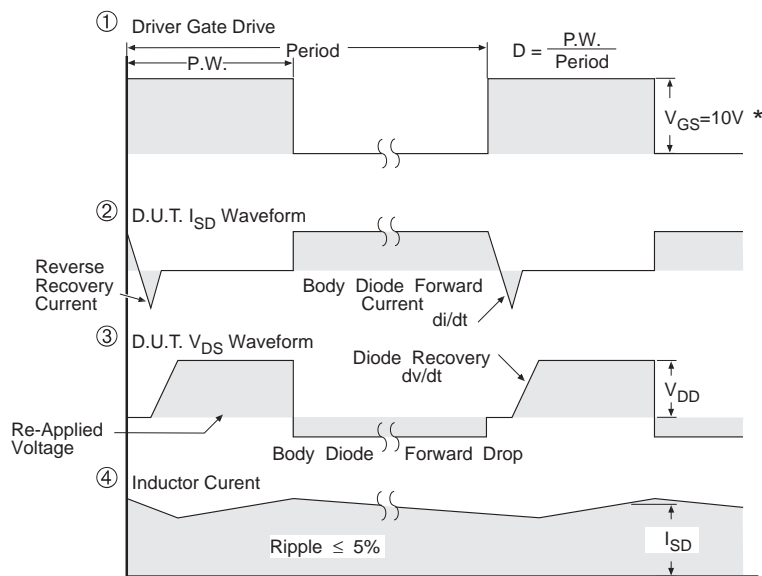 ① Driver Gate Drive
Period
P.W.
D = P.W. / Period
VGS=10V *
② D.U.T. ISD Waveform
Reverse
Recovery
Current
Body Diode Forward
Current
di/dt
③ D.U.T. VDS Waveform
Diode Recovery
dv/dt
VDD
Re-Applied
Voltage
Body Diode Forward Drop
④ Inductor Curent
Ripple ≤ 5%
ISD